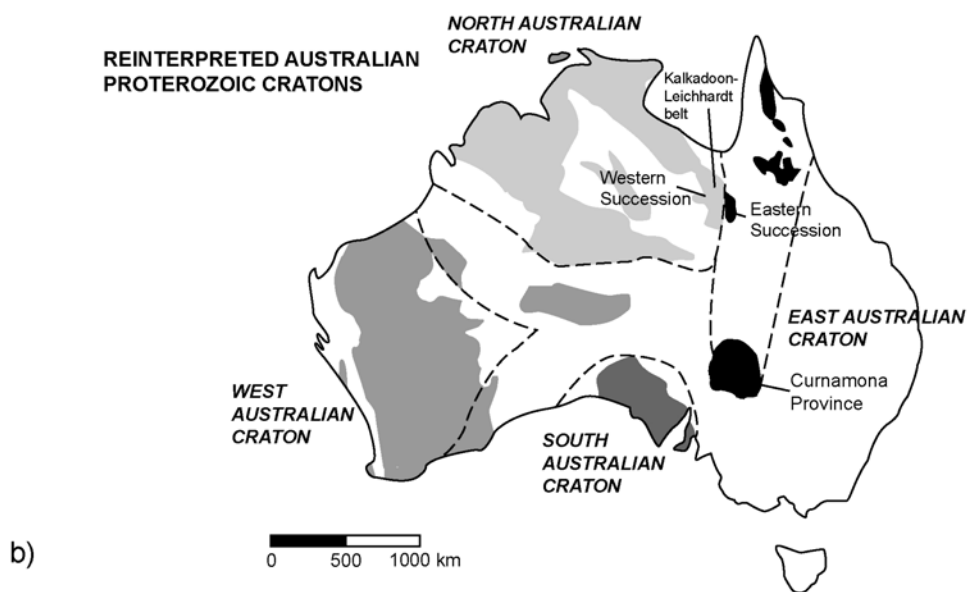 NORTH AUSTRALIAN
CRATON
REINTERPRETED AUSTRALIAN
PROTEROZOIC CRATONS
Kalkadoon-
Leichhardt
belt
Western
Succession
Eastern
Succession
EAST AUSTRALIAN
CRATON
Curnamona
Province
WEST
AUSTRALIAN
CRATON
SOUTH
AUSTRALIAN
CRATON
b)
0 500 1000 km